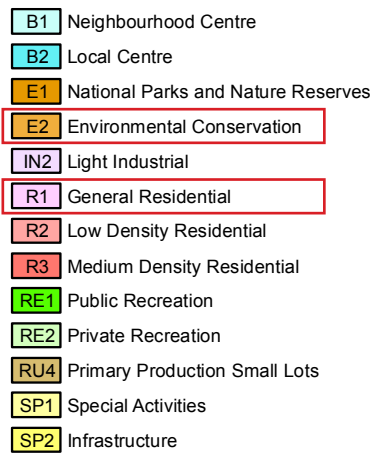 B1 Neighbourhood Centre
B2 Local Centre
E1 National Parks and Nature Reserves
E2 Environmental Conservation
IN2 Light Industrial
R1 General Residential
R2 Low Density Residential
R3 Medium Density Residential
RE1 Public Recreation
RE2 Private Recreation
RU4 Primary Production Small Lots
SP1 Special Activities
SP2 Infrastructure